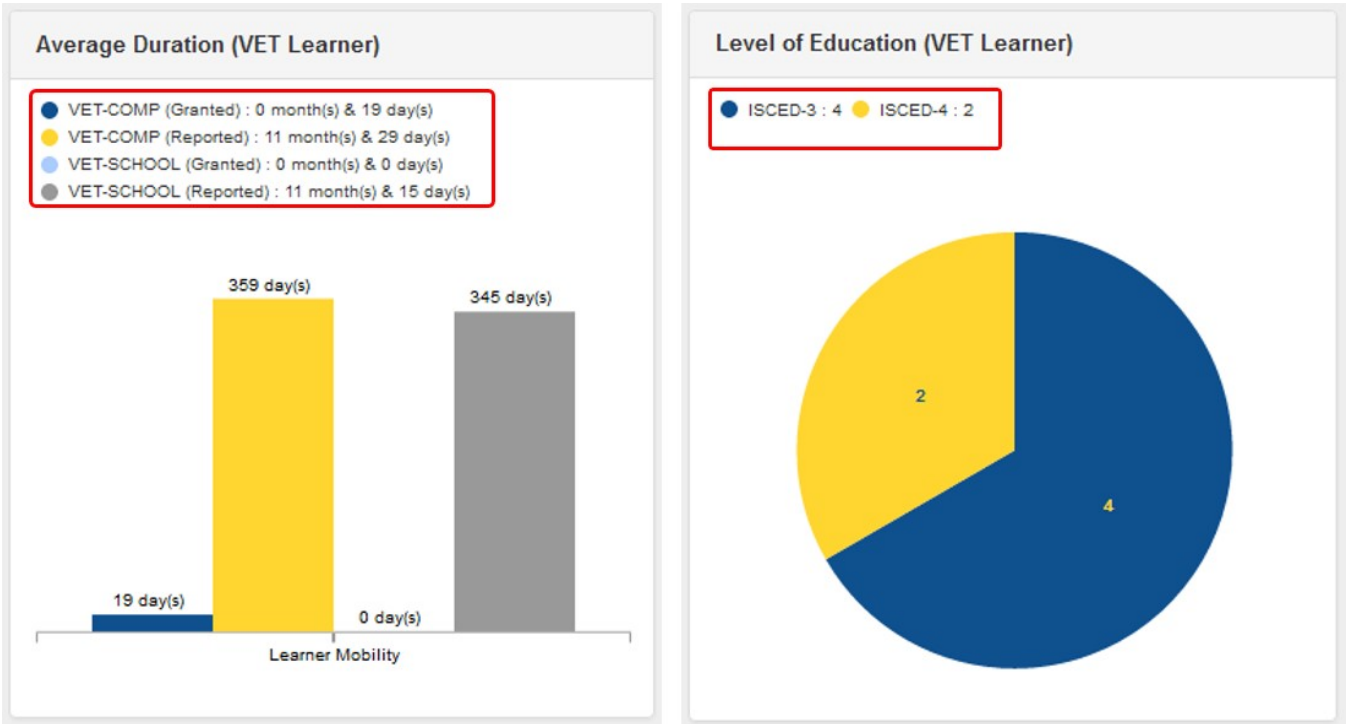 Average Duration (VET Learner)
VET-COMP (Granted) : 0 month(s) & 19 day(s)
VET-COMP (Reported) : 11 month(s) & 29 day(s)
VET-SCHOOL (Granted) : 0 month(s) & 0 day(s)
VET-SCHOOL (Reported) : 11 month(s) & 15 day(s)
359 day(s)
345 day(s)
19 day(s)
0 day(s)
Learner Mobility
Level of Education (VET Learner)
ISCED-3 : 4 ISCED-4 : 2
2
4